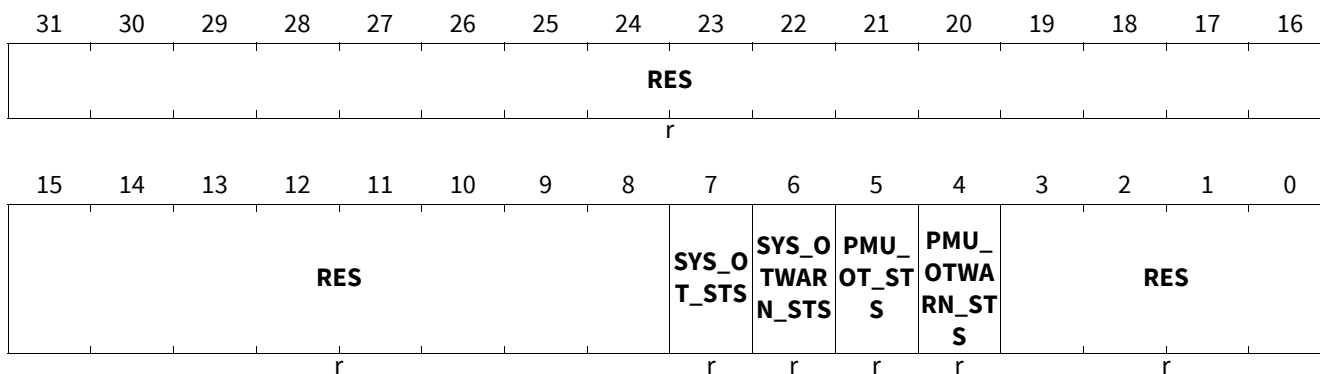 31 30 29 28 27 26 25 24 23 22 21 20 19 18 17 16
RES
r
15 14 13 12 11 10 9 8 7 6 5 4 3 2 1 0
RES SYS_O T_STS SYS_O TWAR N_STS PMU_ OT_ST S PMU_ OTWA RN_ST S RES
r r r r r r